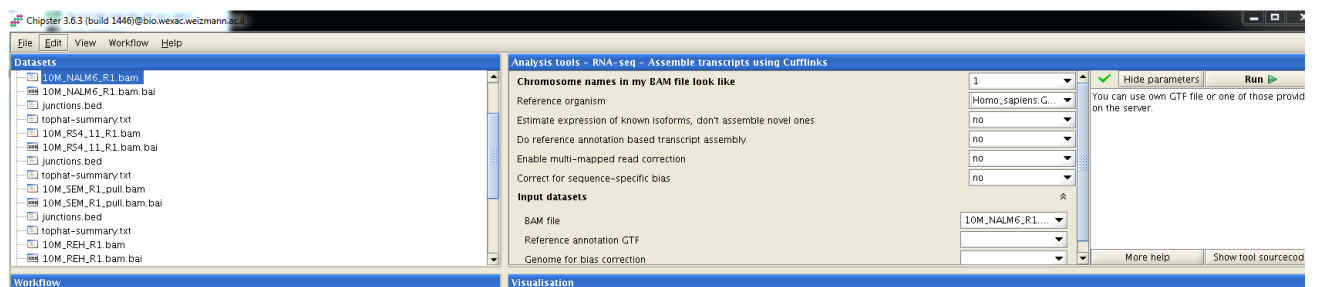 Chipster 3.6.3 (build 1446)@bio.wexac.weizmann.ac.il
File Edit View Workflow Help
Datasets
10M_NALM6_R1.bam
10M_NALM6_R1.bam.bai
junctions.bed
tophat-summary.txt
10M_RS4_11_R1.bam
10M_RS4_11_R1.bam.bai
junctions.bed
tophat-summary.txt
10M_SEM_R1_pull.bam
10M_SEM_R1_pull.bam.bai
junctions.bed
tophat-summary.txt
10M_REH_R1.bam
10M_REH_R1.bam.bai
Workflow
Analysis tools - RNA-seq - Assemble transcripts using Cufflinks
Chromosome names in my BAM file look like 1
Reference organism Homo_sapiens.G...
Estimate expression of known isoforms, don't assemble novel ones no
Do reference annotation based transcript assembly no
Enable multi-mapped read correction no
Correct for sequence-specific bias no
Input datasets
BAM file 10M_NALM6_R1....
Reference annotation GTF
Genome for bias correction
Hide parameters Run
You can use own GTF file or one of those provid
on the server.
More help Show tool sourcecod
Visualisation